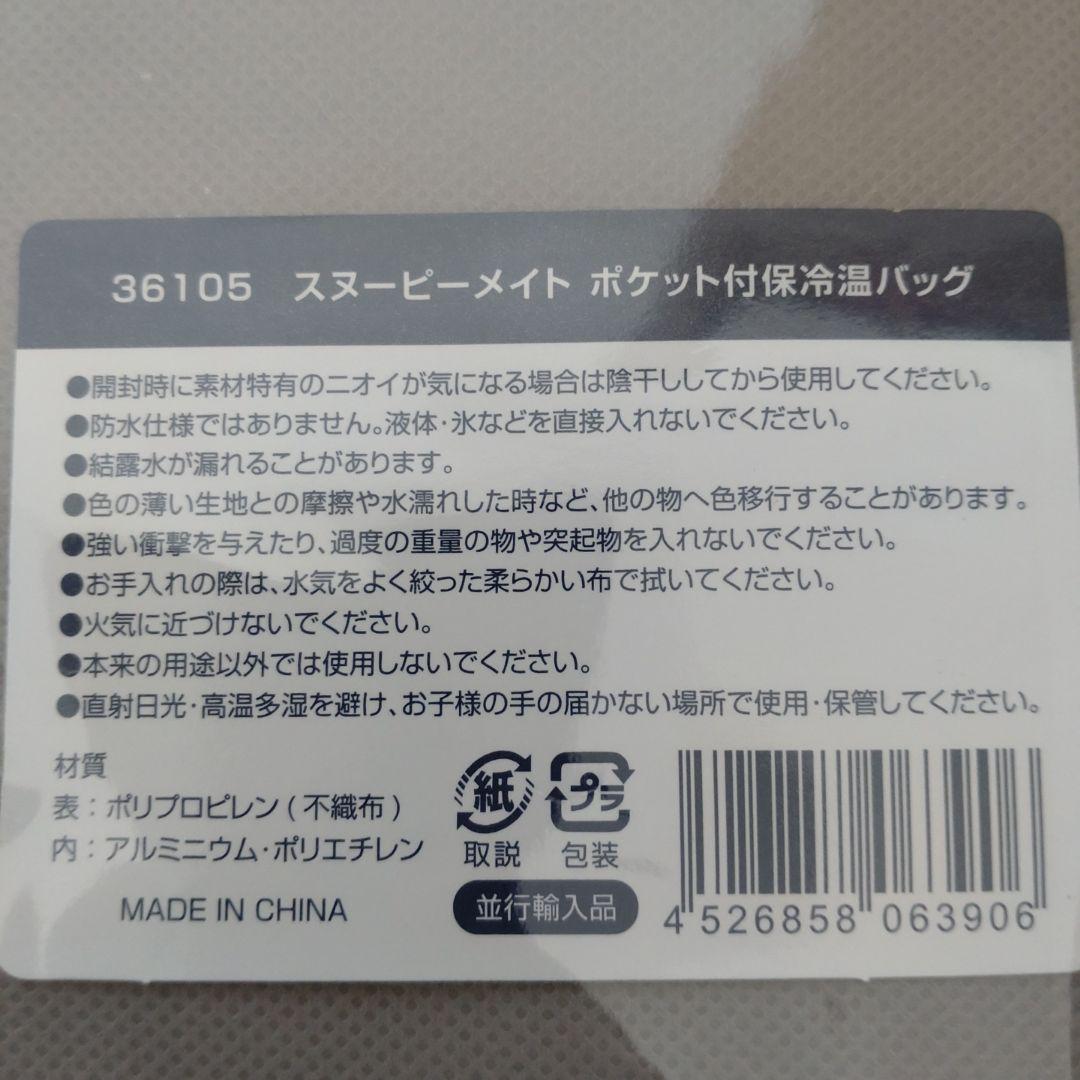 36105 スヌーピーメイト ポケット付保冷温バッグ
●開封時に素材特有のニオイが気になる場合は陰干ししてから使用してください。
●防水仕様ではありません。液体・氷などを直接入れないでください。
●結露水が漏れることがあります。
●色の薄い生地との摩擦や水濡れした時など、他の物へ色移行することがあります。
●強い衝撃を与えたり、過度の重量の物や突起物を入れないでください。
●お手入れの際は、水気をよく絞った柔らかい布で拭いてください。
●火気に近づけないでください。
●本来の用途以外では使用しないでください。
●直射日光・高温多湿を避け、お子様の手の届かない場所で使用・保管してください。
材質
表：ポリプロピレン(不織布)
内：アルミニウム・ポリエチレン
MADE IN CHINA
紙
取説
プラ
包装
並行輸入品
4 526858 063906